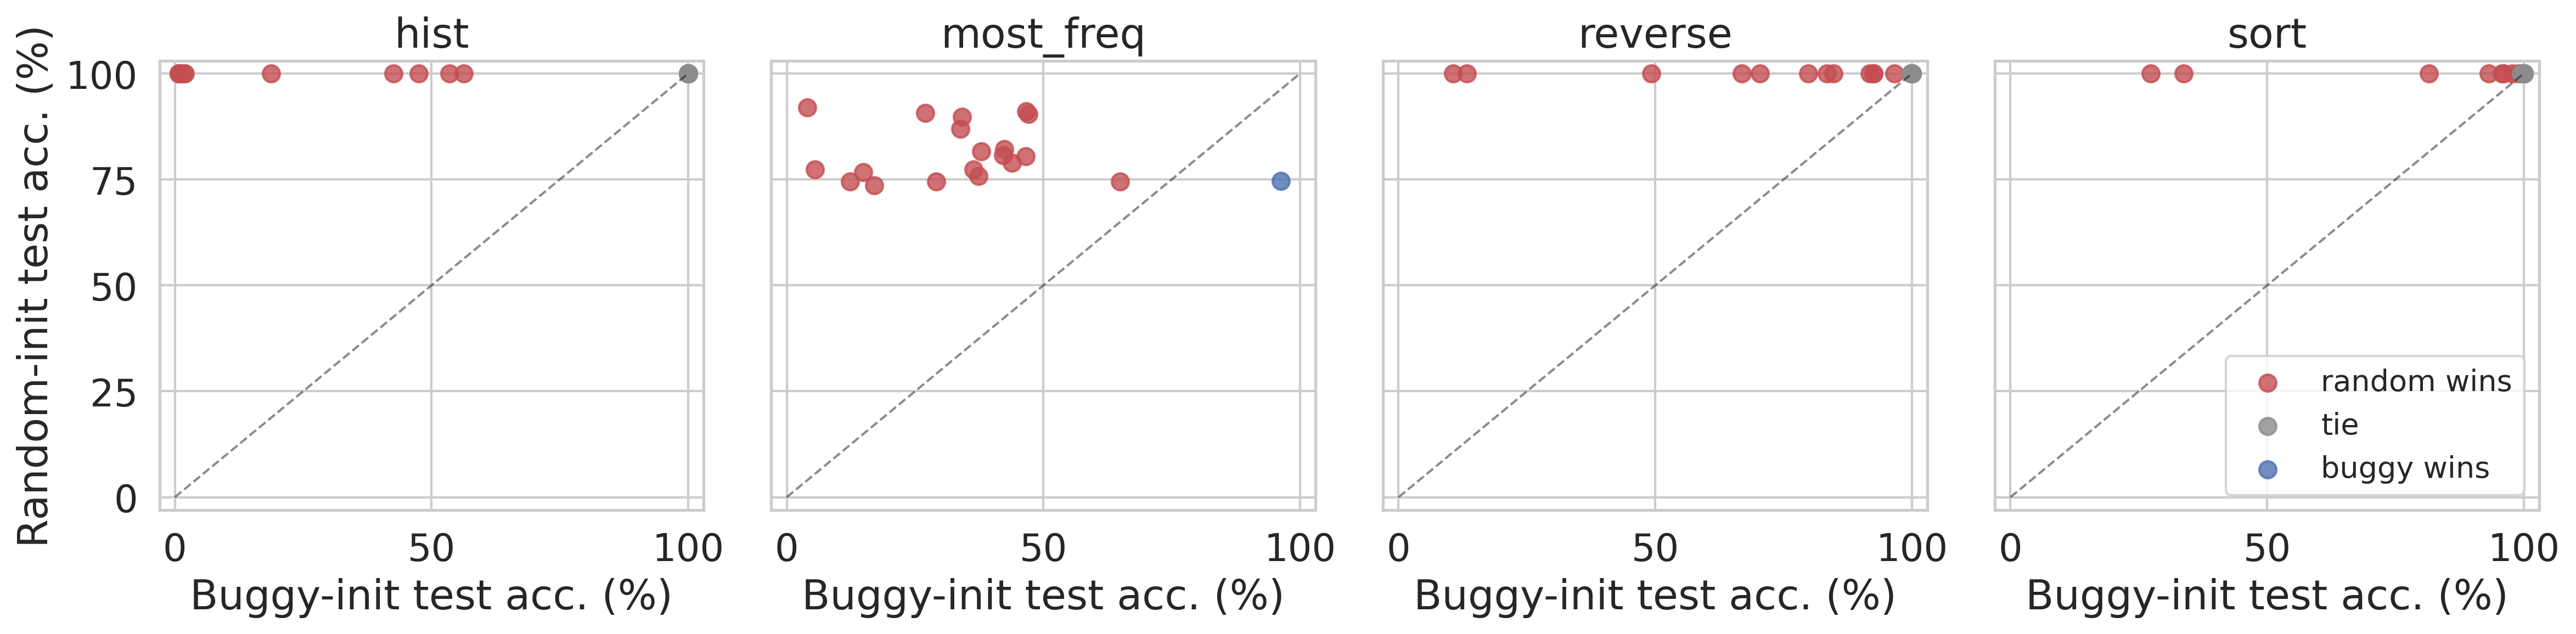 hist
most_freq
reverse
sort
Random-init test acc. (%)
100
75
50
25
0
0 50 100
0 50 100
0 50 100
0 50 100
Buggy-init test acc. (%)
Buggy-init test acc. (%)
Buggy-init test acc. (%)
Buggy-init test acc. (%)
random wins
tie
buggy wins